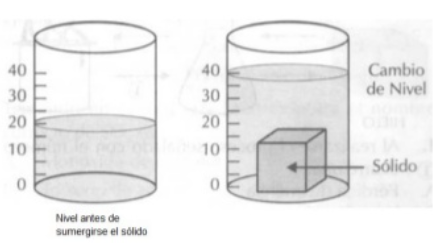 40
30
20
10
0
Nivel antes de
sumergirse el sólido
40
30
20
10
0
Cambio
de Nivel
Sólido